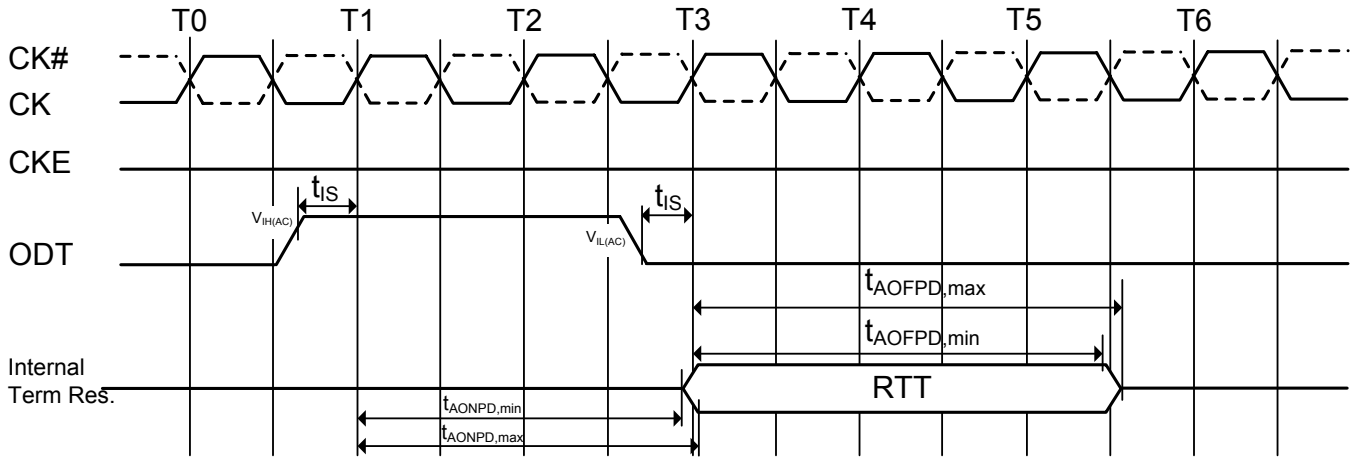 T0 T1 T2 T3 T4 T5 T6
CK#
CK
CKE
tIS tIS
VIH(AC) VIL(AC)
ODT
tAOFPD,max
tAOFPD,min
Internal
Term Res.
RTT
tAONPD,min
tAONPD,max